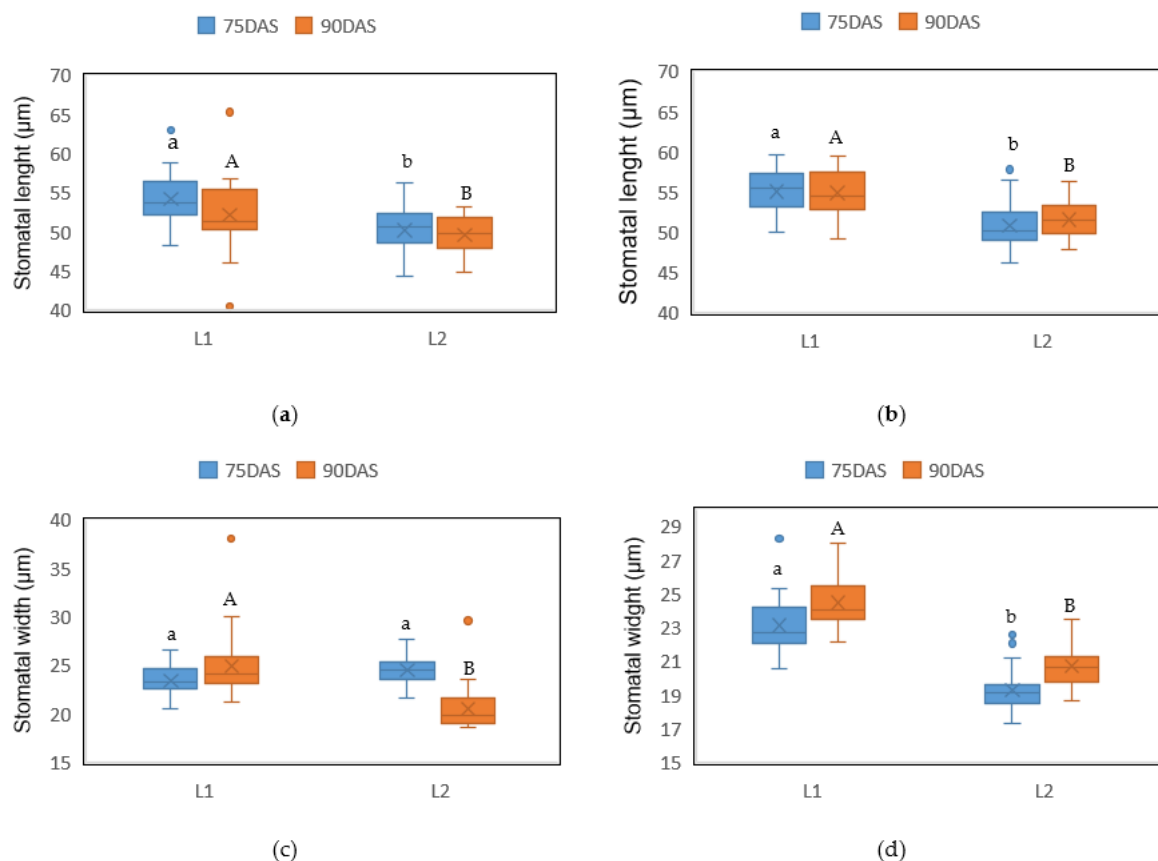 75DAS 90DAS
Stomatal lenght (µm)
70
65
60
55
50
45
40
a
A
b
B
L1 L2
(a)
75DAS 90DAS
Stomatal lenght (µm)
70
65
60
55
50
45
40
a
A
b
B
L1 L2
(b)
75DAS 90DAS
Stomatal width (µm)
40
35
30
25
20
15
a
A
a
B
L1 L2
(c)
75DAS 90DAS
Stomatal widght (µm)
29
27
25
23
21
19
17
15
a
A
b
B
L1 L2
(d)